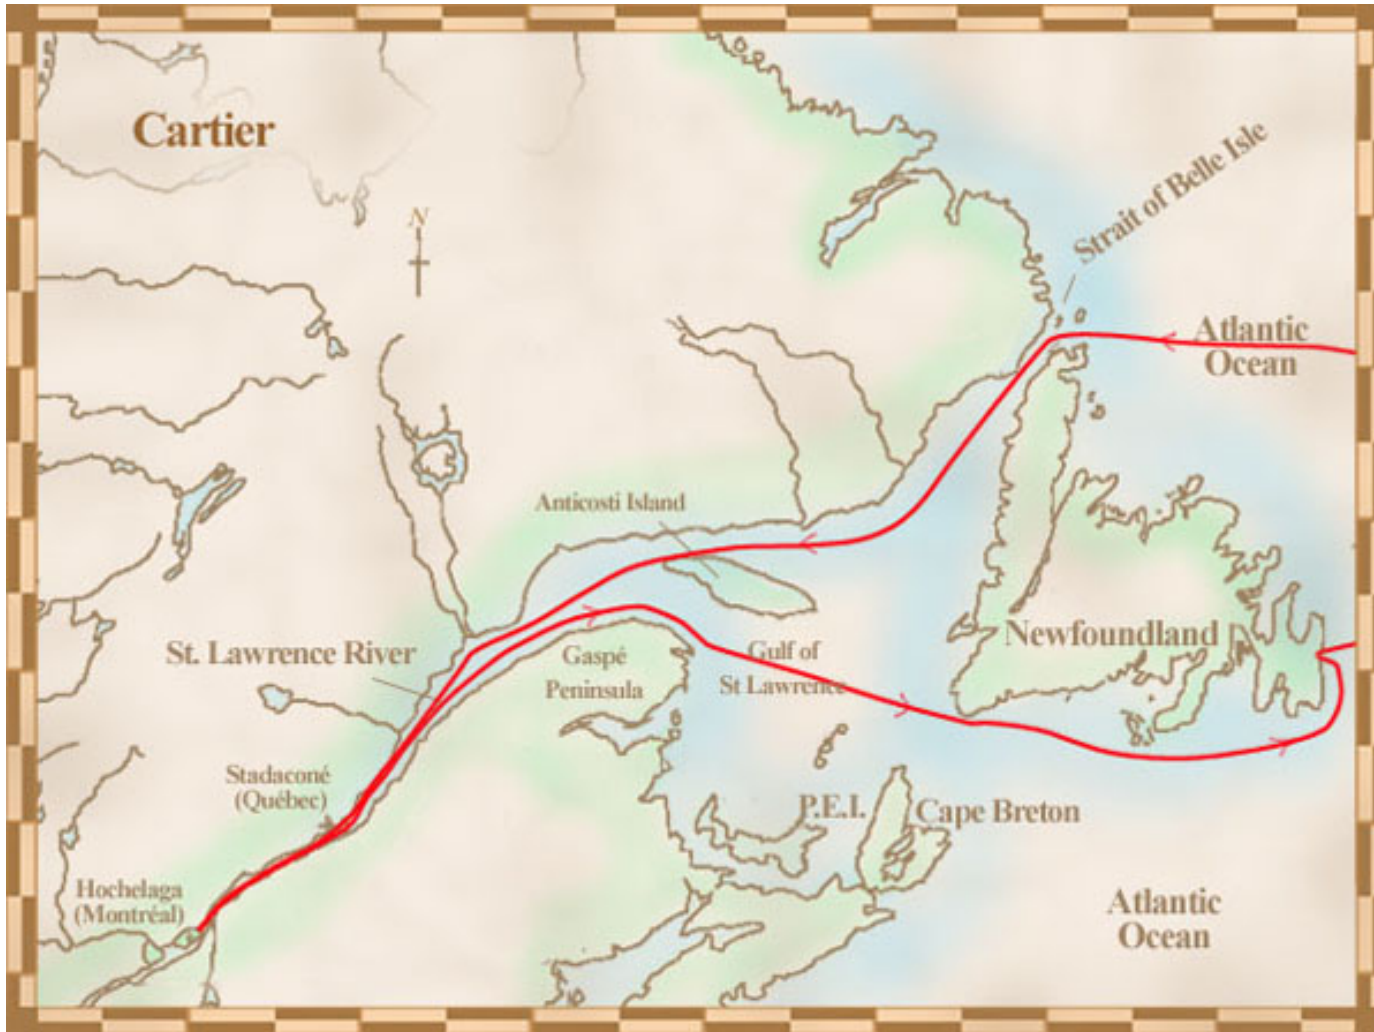 Cartier
N
Strait of Belle Isle
Atlantic
Ocean
Anticosti Island
St. Lawrence River
Gaspé
Peninsula
Gulf of
St Lawrence
Newfoundland
Stadaconé
(Québec)
P.E.I.
Cape Breton
Hochelaga
(Montréal)
Atlantic
Ocean